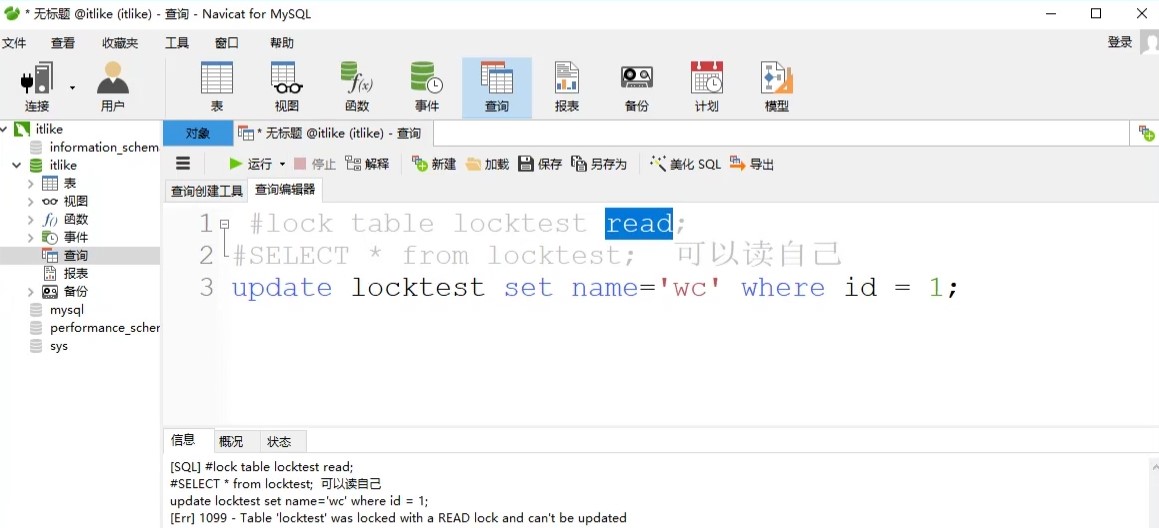 * 无标题 @itlike (itlike) - 查询 - Navicat for MySQL
文件 查看 收藏夹 工具 窗口 帮助 登录
连接 用户 表 视图 函数 事件 查询 报表 备份 计划 模型
对象 * 无标题 @itlike (itlike) - 查询
运行 停止 解释 新建 加载 保存 另存为 美化 SQL 导出
查询创建工具 查询编辑器
itlike
information_schem
itlike
表
视图
函数
事件
查询
报表
备份
mysql
performance_scher
sys
1 #lock table locktest read;
2 #SELECT * from locktest; 可以读自己
3 update locktest set name='wc' where id = 1;
信息 概况 状态
[SQL] #lock table locktest read;
#SELECT * from locktest; 可以读自己
update locktest set name='wc' where id = 1;
[Err] 1099 - Table 'locktest' was locked with a READ lock and can't be updated